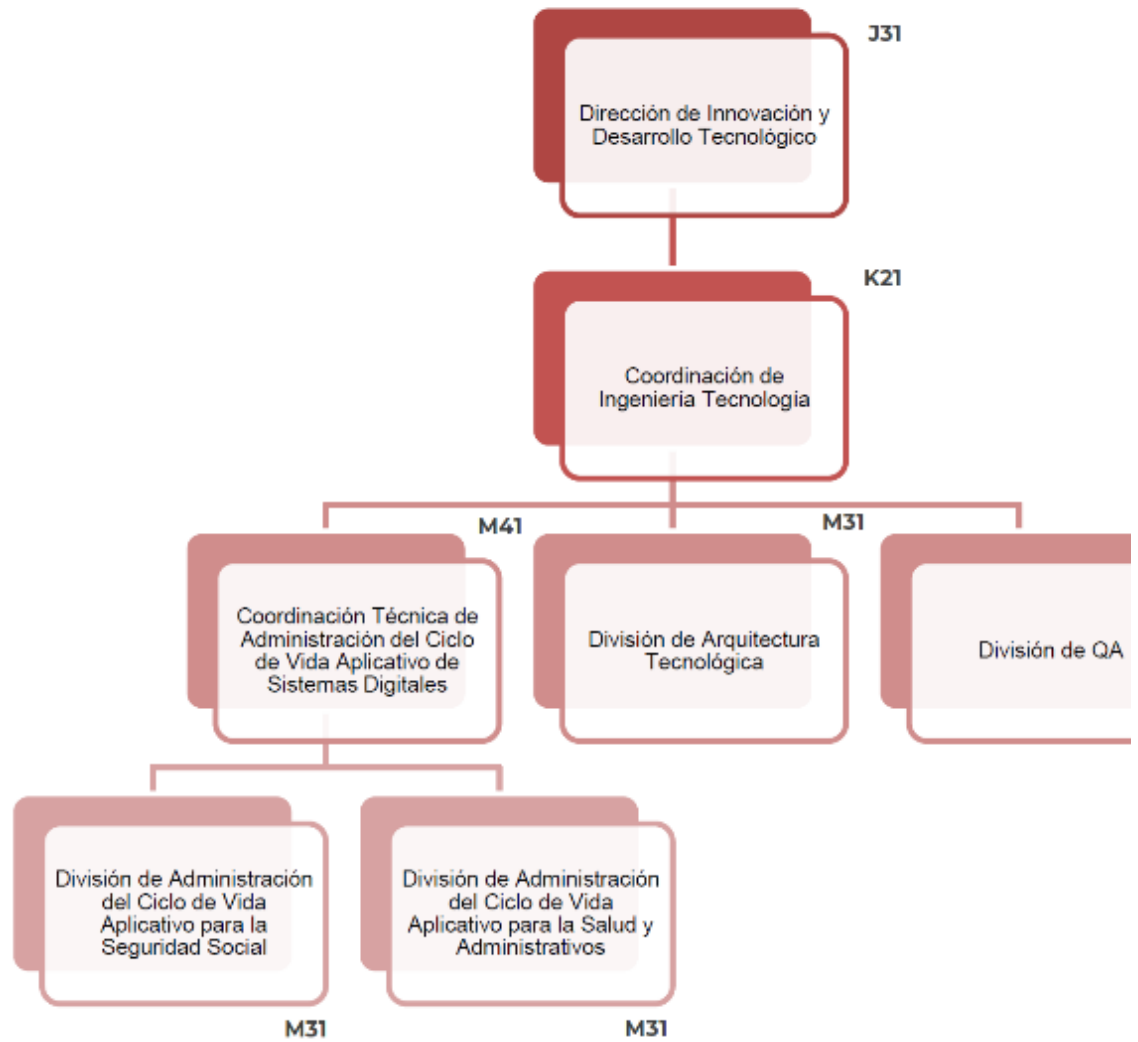 J31
Dirección de Innovación y
Desarrollo Tecnológico
K21
Coordinación de
Ingenieria Tecnologia
M41
M31
Coordinación Técnica de
Administración del Ciclo
de Vida Aplicativo de
Sistemas Digitales
División de Arquitectura
Tecnológica
División de QA
División de Administración
del Ciclo de Vida
Aplicativo para la
Seguridad Social
División de Administración
del Ciclo de Vida
Aplicativo para la Salud y
Administrativos
M31
M31